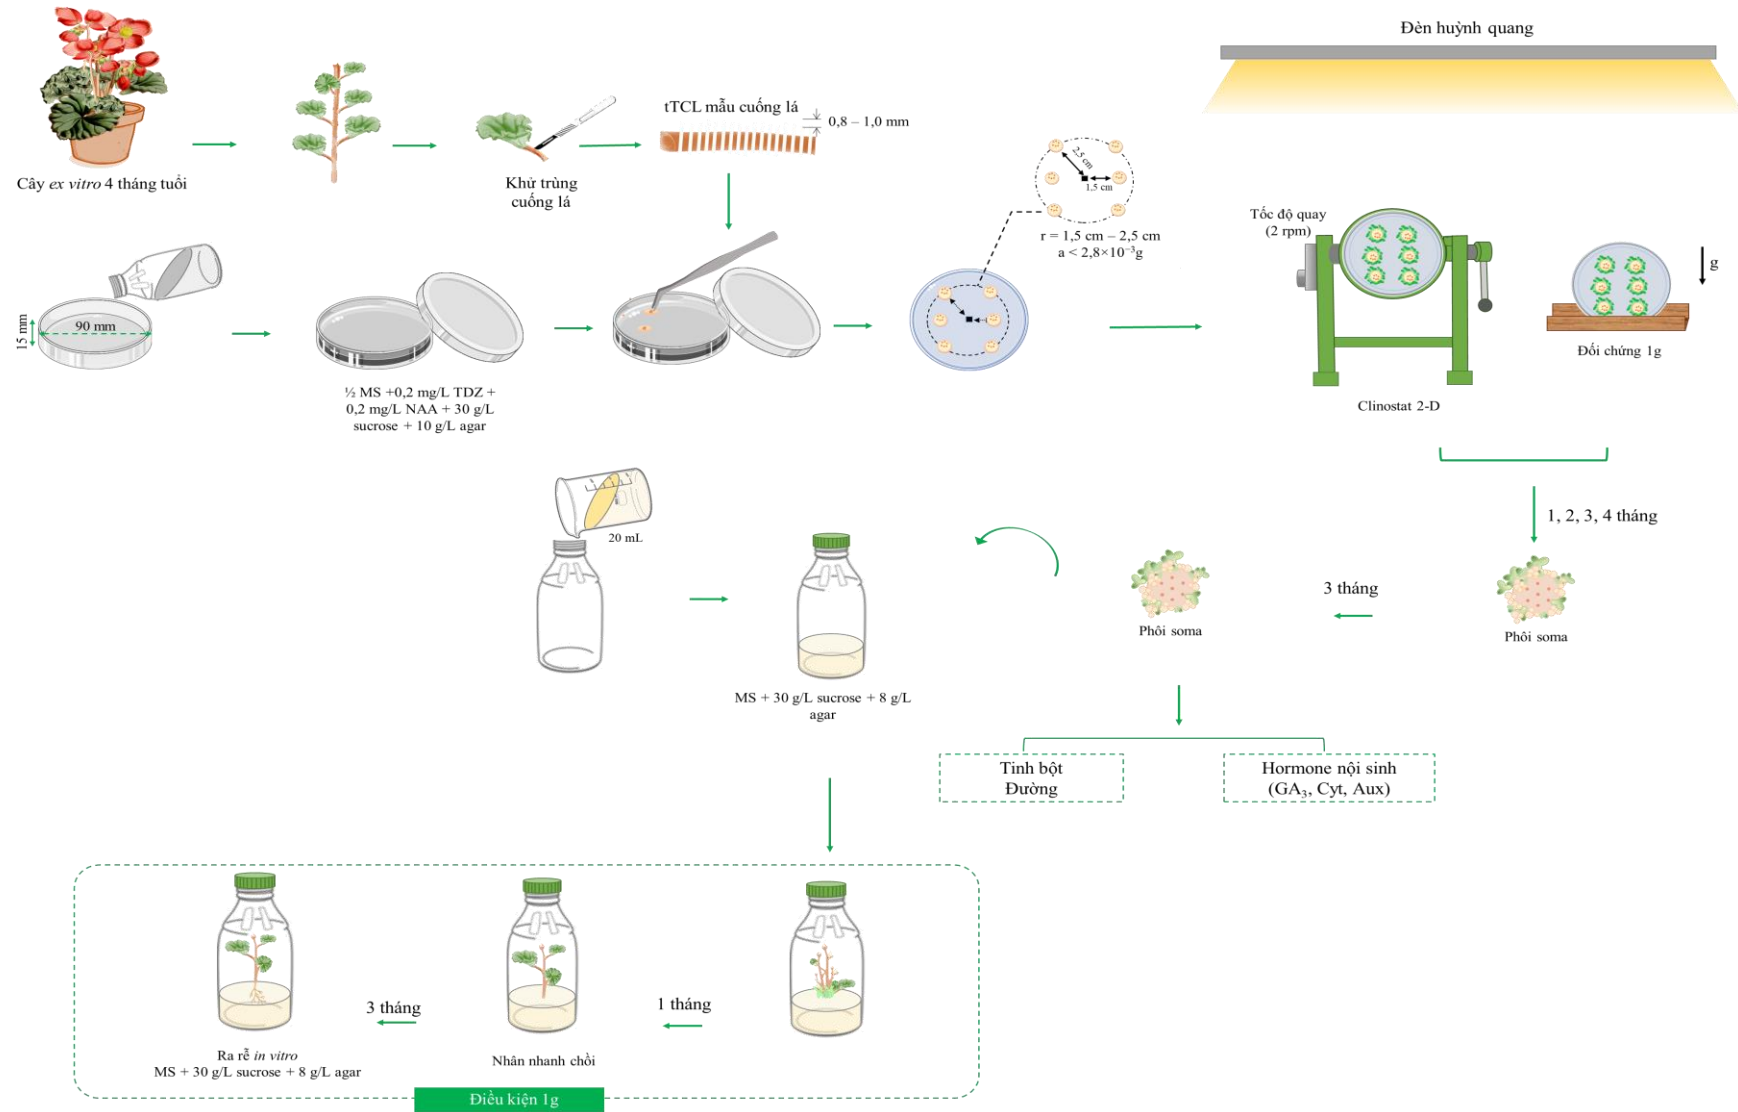 Đèn huỳnh quang
tTCL mẫu cuống lá
0,8 – 1,0 mm
Cây ex vitro 4 tháng tuổi
Khử trùng
cuống lá
2,5 cm
1,5 cm
r = 1,5 cm – 2,5 cm
a < 2,8×10⁻³g
Tốc độ quay
(2 rpm)
g
15 mm
90 mm
Đối chứng 1g
½ MS +0,2 mg/L TDZ +
0,2 mg/L NAA + 30 g/L
sucrose + 10 g/L agar
Clinostat 2-D
20 mL
1, 2, 3, 4 tháng
3 tháng
Phôi soma
Phôi soma
MS + 30 g/L sucrose + 8 g/L
agar
Tinh bột
Đường
Hormone nội sinh
(GA₃, Cyt, Aux)
3 tháng
1 tháng
Ra rễ in vitro
MS + 30 g/L sucrose + 8 g/L agar
Nhân nhanh chồi
Điều kiện 1g